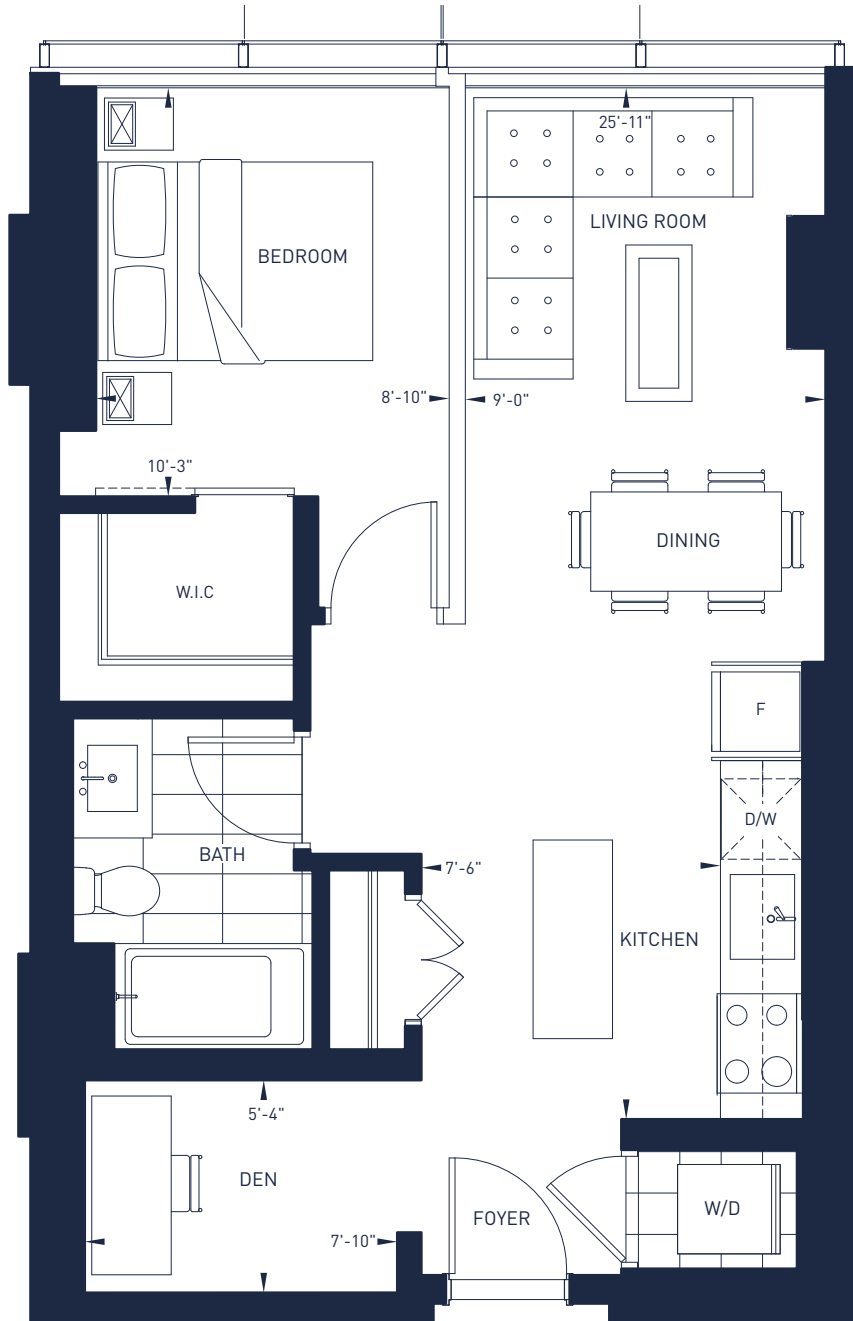 25'-11"
LIVING ROOM
BEDROOM
8'-10"
9'-0"
10'-3"
DINING
W.I.C
F
D/W
BATH
7'-6"
KITCHEN
5'-4"
DEN
W/D
FOYER
7'-10"